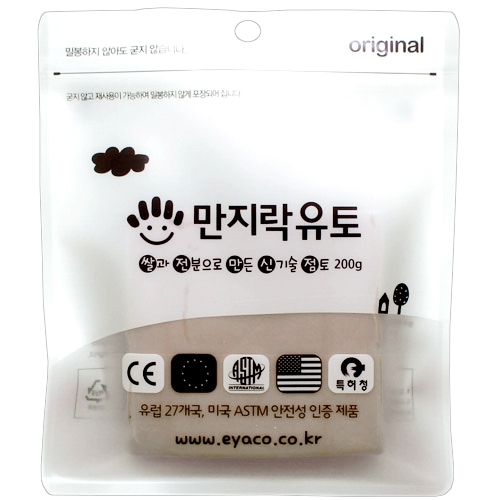 밀봉하지 않아도 굳지 않습니다.
original
굳지 않고 재사용이 가능하여 밀봉하지 않게 포장되어 집니다
만지락유토
쌀과 전분으로 만든 신기술 점토 200g
CE
ASTM
INTERNATIONAL
특허청
유럽 27개국, 미국 ASTM 안전성 인증 제품
www.eyaco.co.kr